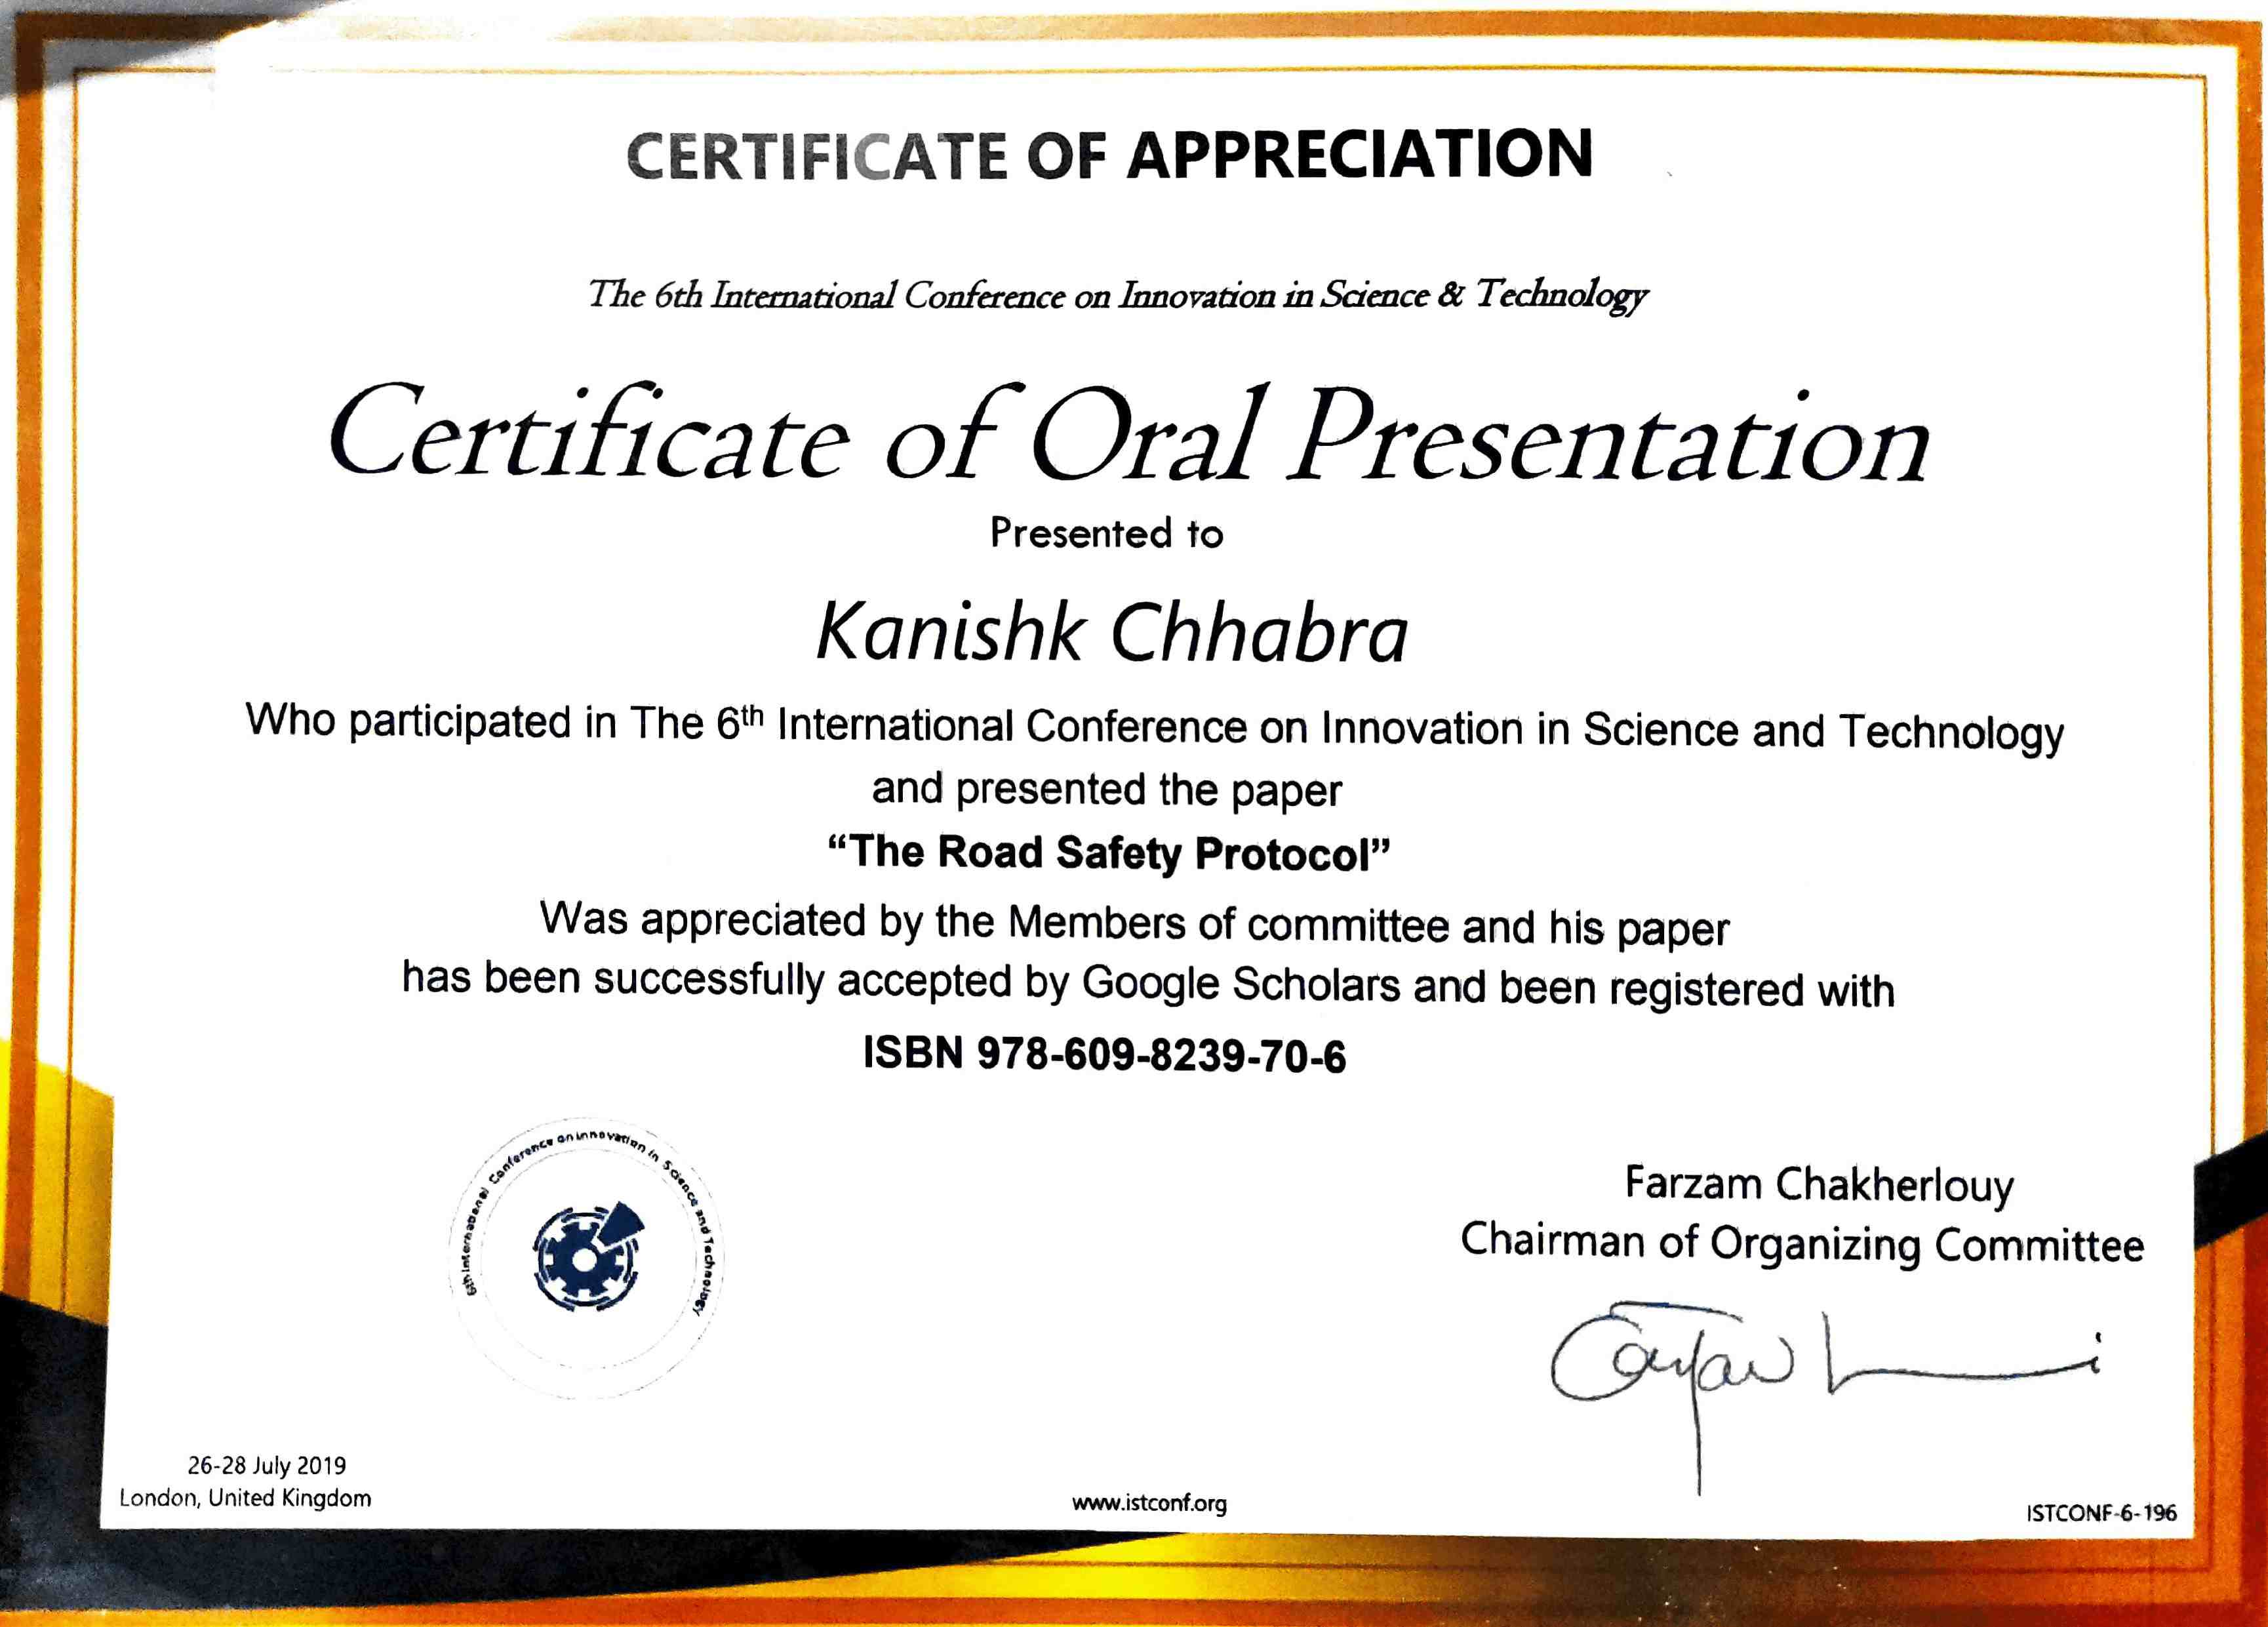 CERTIFICATE OF APPRECIATION
The 6th International Conference on Innovation in Science & Technology
Certificate of Oral Presentation
Presented to
Kanishk Chhabra
Who participated in The 6th International Conference on Innovation in Science and Technology
and presented the paper
“The Road Safety Protocol”
Was appreciated by the Members of committee and his paper
has been successfully accepted by Google Scholars and been registered with
ISBN 978-609-8239-70-6
6th International Conference on Innovation in Science and Technology
Farzam Chakherlouy
Chairman of Organizing Committee
26-28 July 2019
London, United Kingdom
www.istconf.org
ISTCONF-6-196